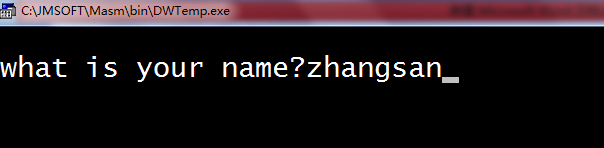 C:\JMSOFT\Masm\bin\DWTemp.exe
what is your name?zhangsan